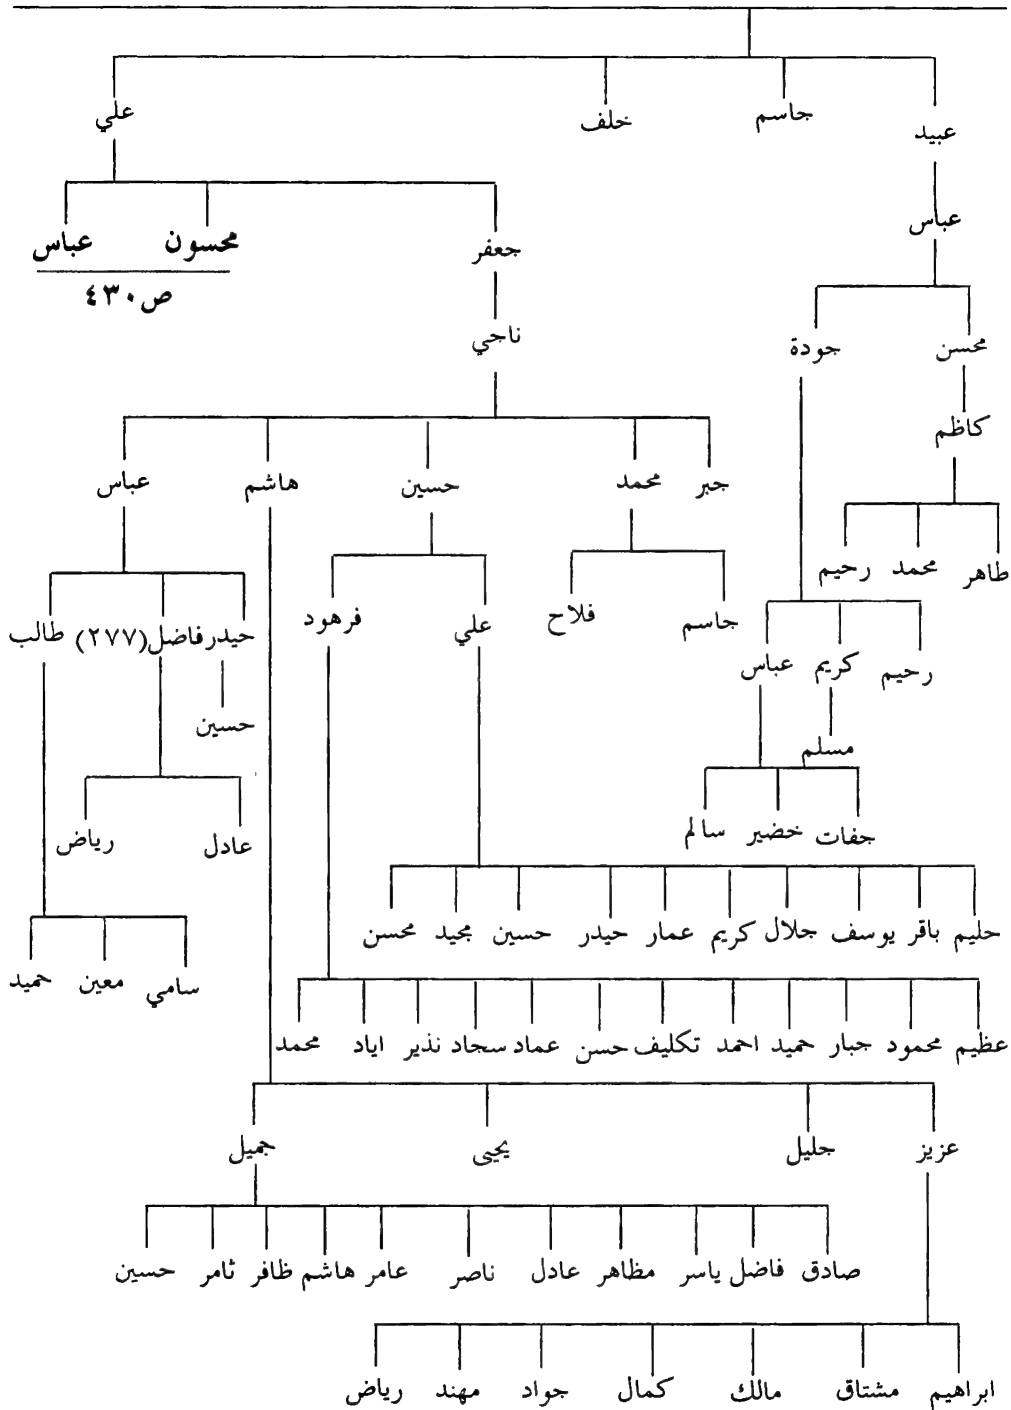 عبيد جاسم خلف علي
عباس
جعفر محسون عباس
ص٤٣٠
ناجي
محسن جودة
كاظم
جبر محمد حسين هاشم عباس
طاهر محمد رحيم
جاسم فلاح علي فرهود حيدر فاضل (٢٧٧) طالب
رحيم كريم عباس
حسين
مسلم
جفات خضير سالم عادل رياض
حليم باقر يوسف جلال كريم عمار حيدر حسين مجيد محسن
سامي معين حميد
عظيم محمود جبار حميد احمد تكليف حسن عماد سجاد نذير اياد محمد
عزيز جليل يحيى جميل
صادق فاضل ياسر مظاهر عادل ناصر عامر هاشم ظافر ثامر حسين
ابراهيم مشتاق مالك كمال جواد مهند رياض